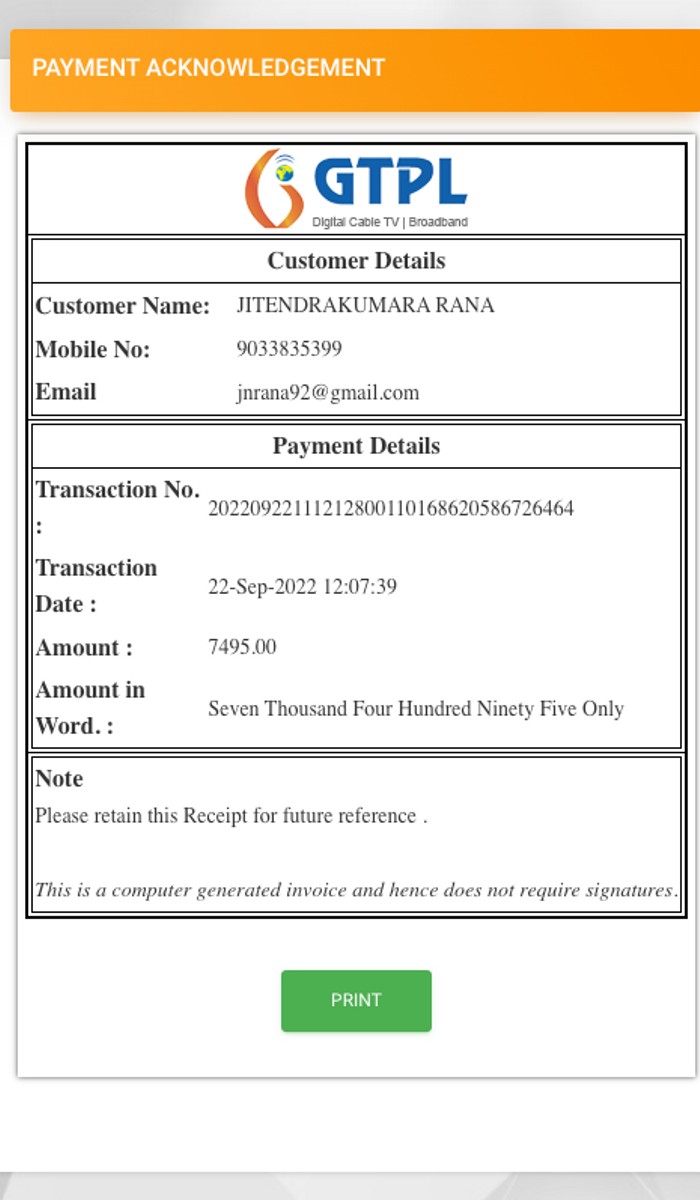 PAYMENT ACKNOWLEDGEMENT
GTPL
Digital Cable TV | Broadband
Customer Details
Customer Name: JITENDRAKUMARA RANA
Mobile No: 9033835399
Email jnrana92@gmail.com
Payment Details
Transaction No. : 20220922111212800110168620586726464
Transaction Date : 22-Sep-2022 12:07:39
Amount : 7495.00
Amount in Word. : Seven Thousand Four Hundred Ninety Five Only
Note
Please retain this Receipt for future reference .
This is a computer generated invoice and hence does not require signatures.
PRINT